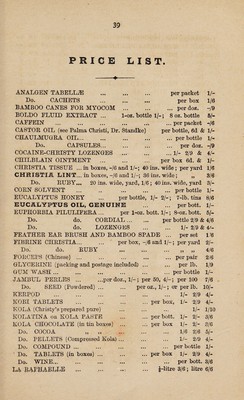 39
PRICE LIST.
ANALGEN TABELLÆ ... ... ... per packet 1/-
Do. CACHETS ... ... ... per box 1/6
BAMBOO CANES FOR MYOCOM ... ... per dos. -/9
BOLDO FLUID EXTRACT ... 1-oz. bottle 1/-; 8 oz. bottle 5/-
CAFFEIN ... ... ... ... per packet -/6
CASTOR OIL (see Palma Christi, Dr. Standke) per bottle, 6d & 1/-
CHAULMUGRA OIL... ... ... ... per bottle 1/-
Do. CAPSULES... ... ... per dos. -/9
COCAINE-CHRISTY LOZENGES ... ... 1/- 2/9 & 4/-
CHILBLAIN OINTMENT ... ... per box 6d. & 1/-
CHRISTIA TISSUE ... in boxes, -/6 and 1/-; 40 ins. wide; per yard 1/6
CHRISTIA LINT ... in boxes, -/6 and 1/-; 36 ins. wide; „ 3/6
Do. RUBY... 20 ins. wide, yard, 1/6; 40 ins. wide, yard 3/-
CORN SOLVENT ... ... ... ... per bottle 1/-
EUCALYPTUS HONEY per bottle, 1/- 2/-; 7-lb. tins 8/6
EUCALYPTUS OIL, GENUINE ... ... per bott. 1/-
EUPHORBIA PILULIFERA... per 1-oz. bott. 1/-; 8-oz. bott. 5/-
Do. do. CORDIAL... ... per bottle 2/9 & 4/6
Do. do. LOZENGES ... 1/- 2/9 & 4/-
FEATHER EAR BRUSH AND BAMBOO SPADE ... per set 1/6
FIBRINE CHRISTIA... ... per box, -/6 and 1/-; per yard 2/-
Do. do. RUBY ... ... „ „ 4/6
FORCETS (Chinese) ... ... ... per pair 2/6
GLYCERINE (packing and postages included) ... per lb. 1/9
GUM WASH ... ... ... ... per bottle 1/-
JAMBUL PERLES ... per doz., 1/-; per 50, 4/-; per 100 7/6
Do. SEED (Powdered) ... per oz., 1/-; or per lb. 10/-
KERPOD ... ... ... ... 1/- 2/9 4/-
KOHI TABLETS ... ... ... per box, 1/- 2/9 4/-
KOLA (Christy's prepared pure) ... ... 1/- 1/10
KOLATINA or KOLA PASTE ... per bott. 1/- 2/- 3/6
KOLA CHOCOLATE (in tin boxes) ... per box 1/- 2/- 3/6
Do. COCOA „ „ ... ... 1/6 2/6 5/-
Do. PELLETS (Compressed Kola) ... ... 1/- 2/9 4/-
Do. COMPOUND ... ... ... per bottle 1/-
Do. TABLETS (in boxes) ... ... per box 1/- 2/9 4/-
Do. WINE.. ... ... ... per bott. 3/6
LA RAPHAELLE ... ... ½-litre 3/6; litre 6/6